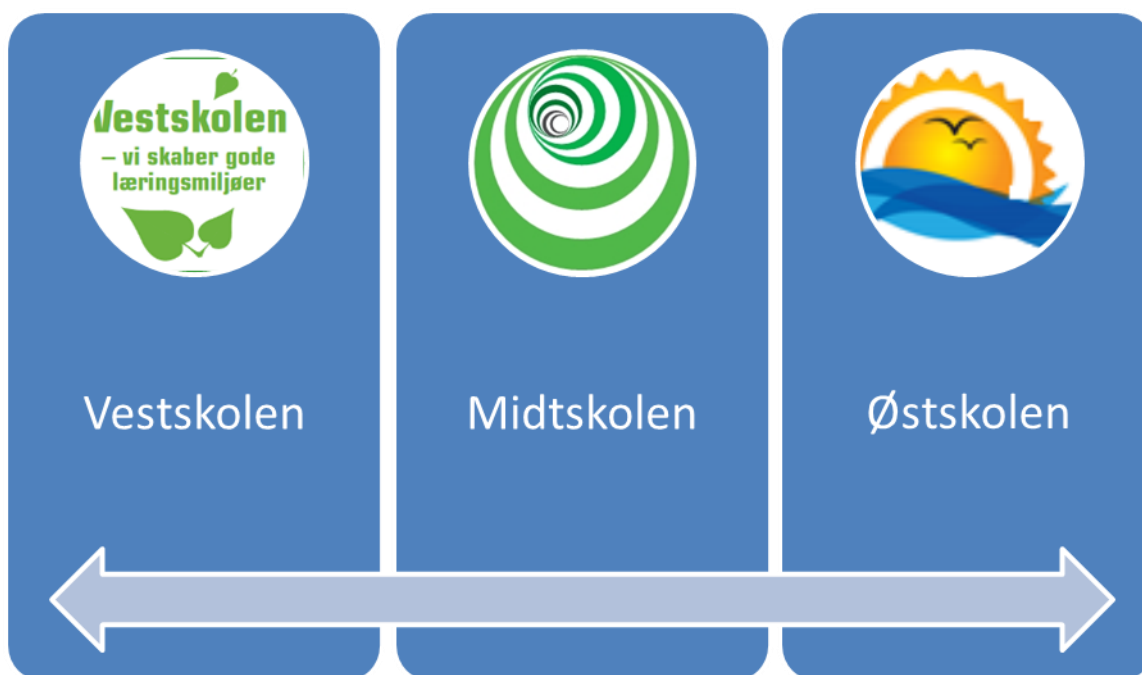 Vestskolen
– vi skaber gode
læringsmiljøer
Vestskolen
Midtskolen
Østskolen